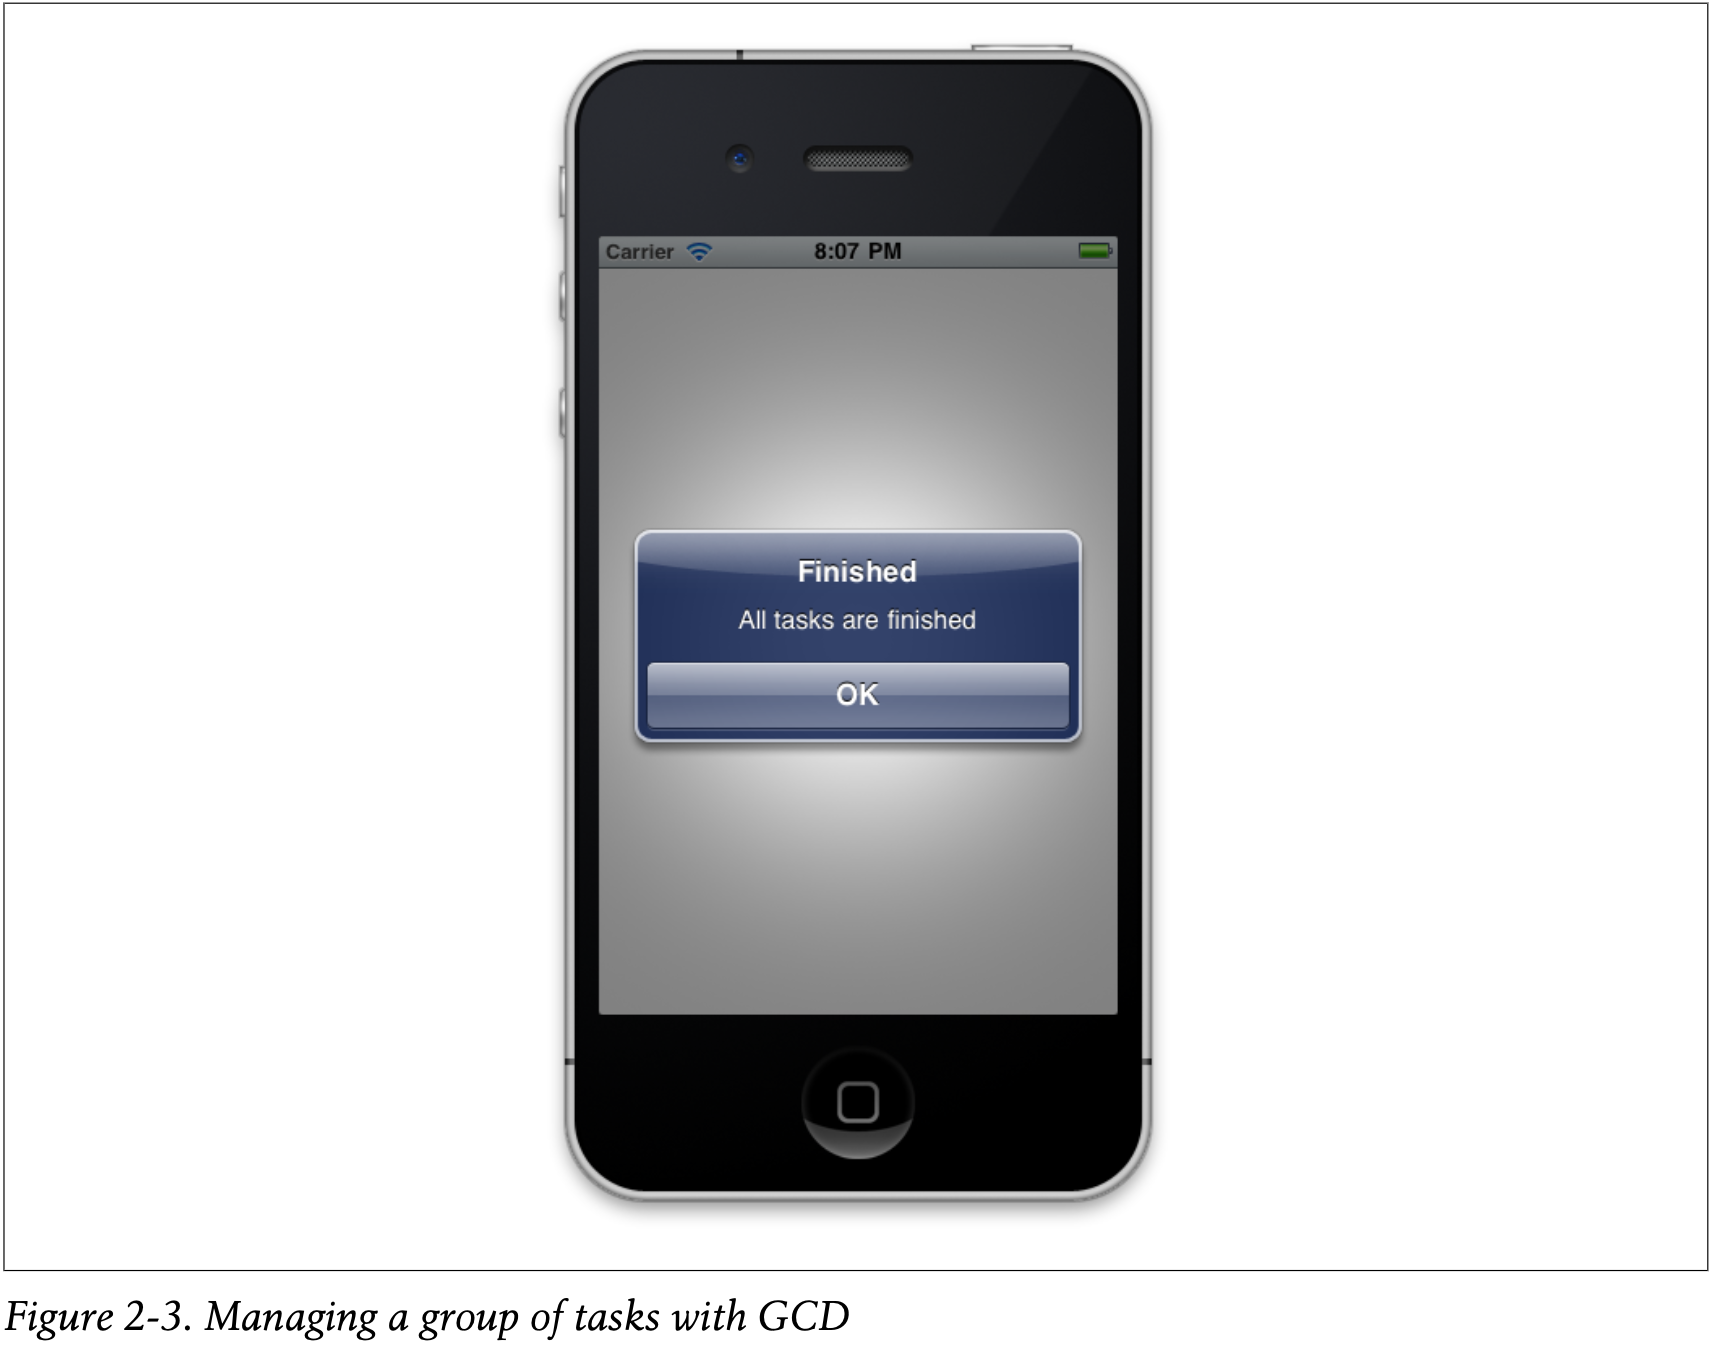 Carrier 8:07 PM
Finished
All tasks are finished
OK
Figure 2-3. Managing a group of tasks with GCD